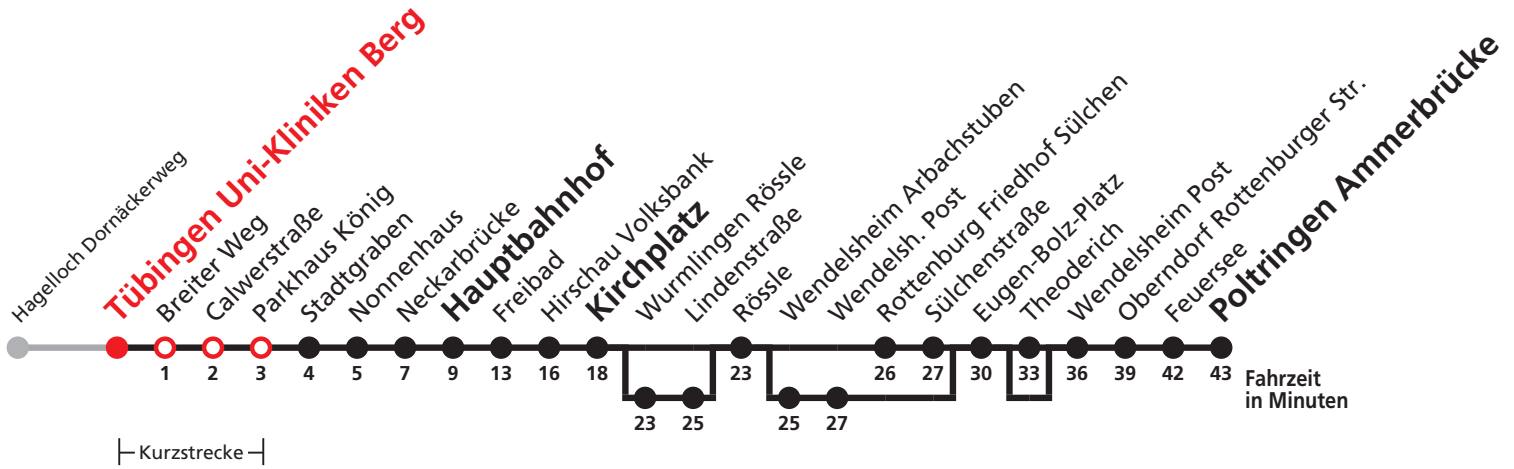 Hagelloch Dornäckerweg
Tübingen Uni-Kliniken Berg
Breiter Weg
Calwerstraße
Parkhaus König
Stadtgraben
Nonnenhaus
Neckarbrücke
Hauptbahnhof
Freibad
Hirschau Volksbank
Kirchplatz
Wurmlingen Rössle
Lindenstraße
Rössle
Wendelsheim Arbachstuben
Wendelsh. Post
Rottenburg Friedhof Sülchen
Sülchenstraße
Eugen-Bolz-Platz
Theoderich
Wendelsheim Post
Oberndorf Rottenburger Str.
Feuersee
Poltringen Ammerbrücke
1 2 3 4 5 7 9 13 16 18 23 26 27 30 33 36 39 42 43
Fahrzeit
in Minuten
23 25 25 27
Kurzstrecke